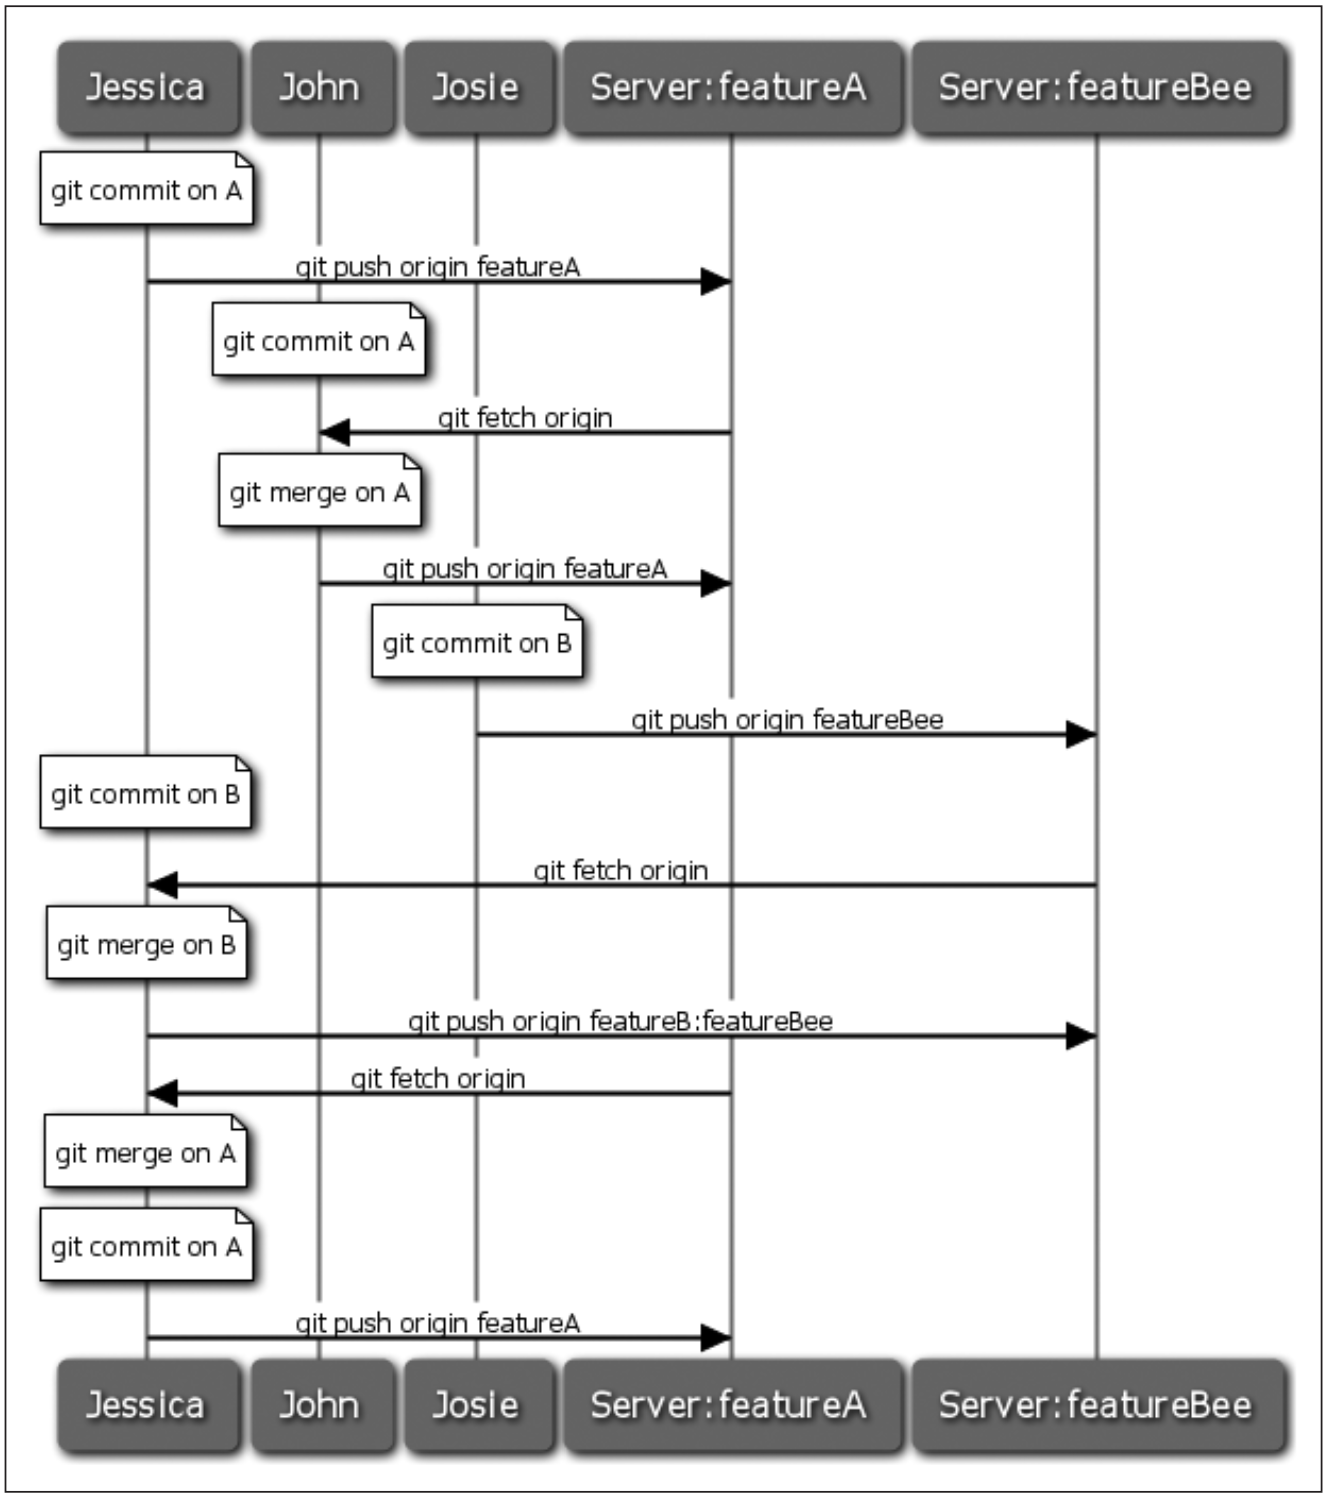 Jessica
John
Josie
Server:featureA
Server:featureBee
git commit on A
git push origin featureA
git commit on A
git fetch origin
git merge on A
git push origin featureA
git commit on B
git push origin featureBee
git commit on B
git fetch origin
git merge on B
git push origin featureB:featureBee
git fetch origin
git merge on A
git commit on A
git push origin featureA
Jessica
John
Josie
Server:featureA
Server:featureBee